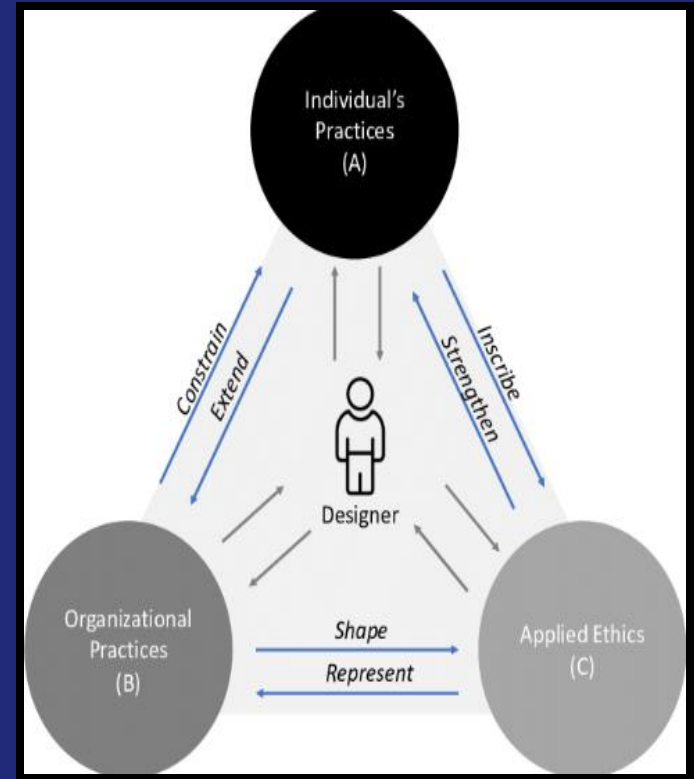 Individual's
Practices
(A)
Constrain
Extend
Strengthen
Inscribe
Designer
Organizational
Practices
(B)
Shape
Represent
Applied Ethics
(C)